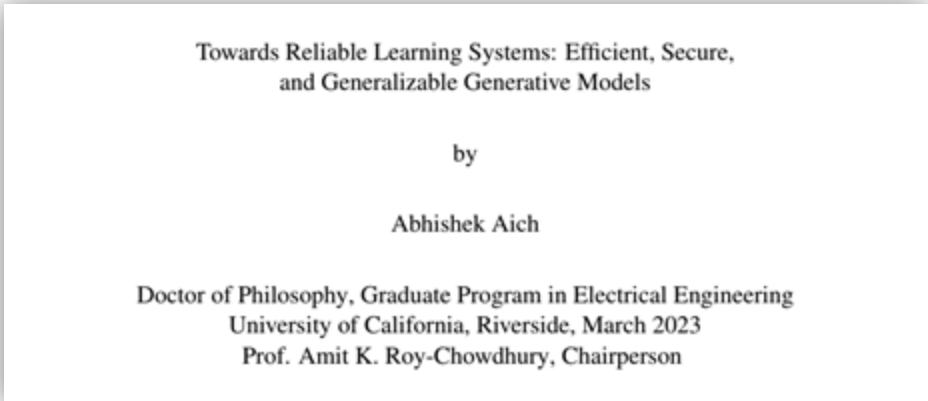 Towards Reliable Learning Systems: Efficient, Secure,
and Generalizable Generative Models
by
Abhishek Aich
Doctor of Philosophy, Graduate Program in Electrical Engineering
University of California, Riverside, March 2023
Prof. Amit K. Roy-Chowdhury, Chairperson